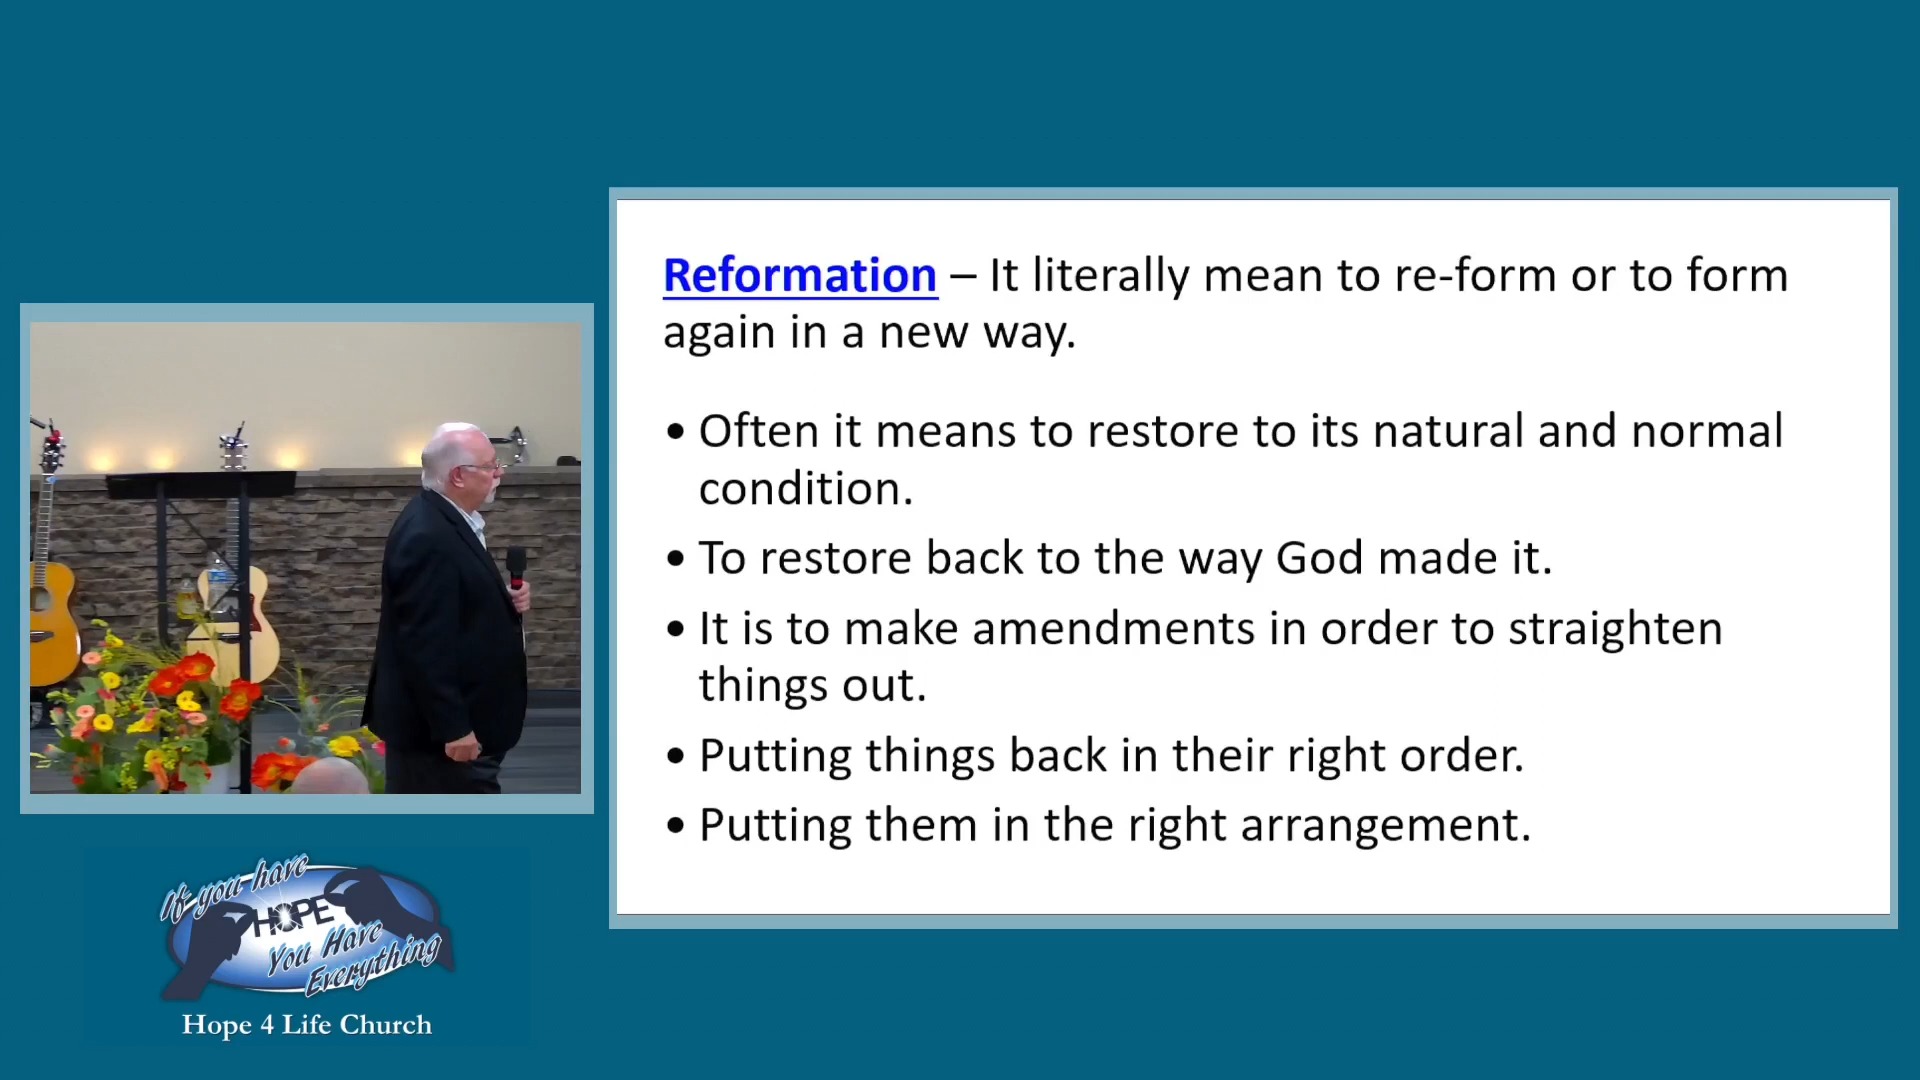 Reformation – It literally mean to re-form or to form
again in a new way.
• Often it means to restore to its natural and normal
condition.
• To restore back to the way God made it.
• It is to make amendments in order to straighten
things out.
• Putting things back in their right order.
• Putting them in the right arrangement.
If you have
HOPE
You Have
Everything
Hope 4 Life Church